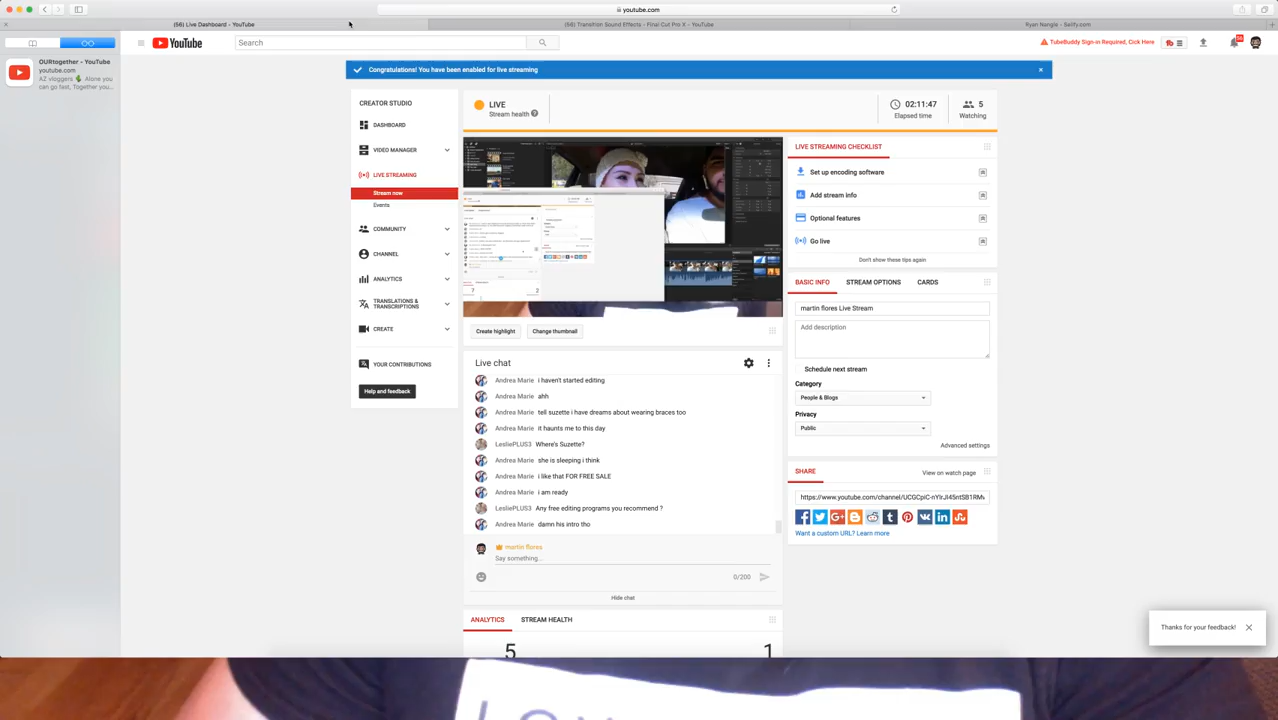 youtube.com
(56) Live Dashboard - YouTube
(56) Transition Sound Effects - Final Cut Pro X - YouTube
Ryan Nangle - Sellfy.com
OURtogether - YouTube
youtube.com
AZ vloggers 🌵 Alone you
can go fast, Together you...
YouTube
Search
TubeBuddy Sign in Required, Click Here
Congratulations! You have been enabled for live streaming
CREATOR STUDIO
DASHBOARD
VIDEO MANAGER
LIVE STREAMING
Stream now
Events
COMMUNITY
CHANNEL
ANALYTICS
TRANSLATIONS &
TRANSCRIPTIONS
CREATE
YOUR CONTRIBUTIONS
Help and feedback
LIVE
Stream health
02:11:47
Elapsed time
5
Watching
Create highlight
Change thumbnail
Live chat
Andrea Marie i haven't started editing
Andrea Marie ahh
Andrea Marie tell suzette i have dreams about wearing braces too
Andrea Marie it haunts me to this day
LesliePLUS3 Where's Suzette?
Andrea Marie she is sleeping i think
Andrea Marie i like that FOR FREE SALE
Andrea Marie i am ready
LesliePLUS3 Any free editing programs you recommend ?
Andrea Marie damn his intro tho
martin flores
Say something...
0/200
Hide chat
ANALYTICS
STREAM HEALTH
5
1
LIVE STREAMING CHECKLIST
Set up encoding software
Add stream info
Optional features
Go live
Don't show these tips again
BASIC INFO
STREAM OPTIONS
CARDS
martin flores Live Stream
Add description
Schedule next stream
Category
People & Blogs
Privacy
Public
Advanced settings
SHARE
View on watch page
Want a custom URL? Learn more
Thanks for your feedback!